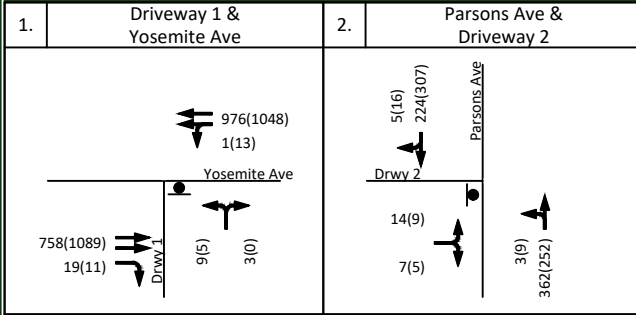 1.
Driveway 1 &
Yosemite Ave
2.
Parsons Ave &
Driveway 2
976(1048)
1(13)
Yosemite Ave
758(1089)
19(11)
Drwy 1
9(5)
3(0)
5(16)
224(307)
Parsons Ave
Drwy 2
14(9)
7(5)
3(9)
362(252)